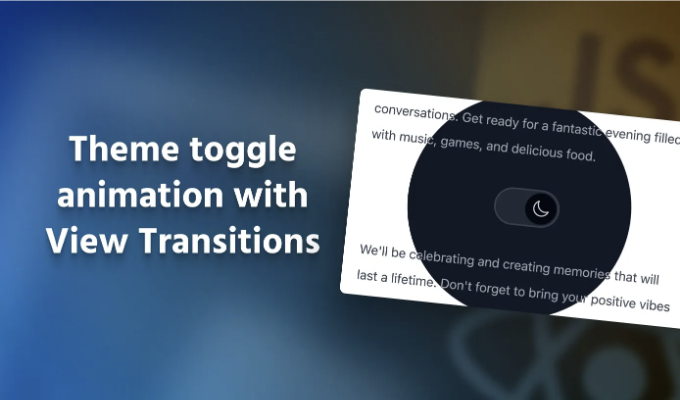 Theme toggle
animation with
View Transitions
JS
conversations. Get ready for a fantastic evening filled
with music, games, and delicious food.
We'll be celebrating and creating memories that will
last a lifetime. Don't forget to bring your positive vibes